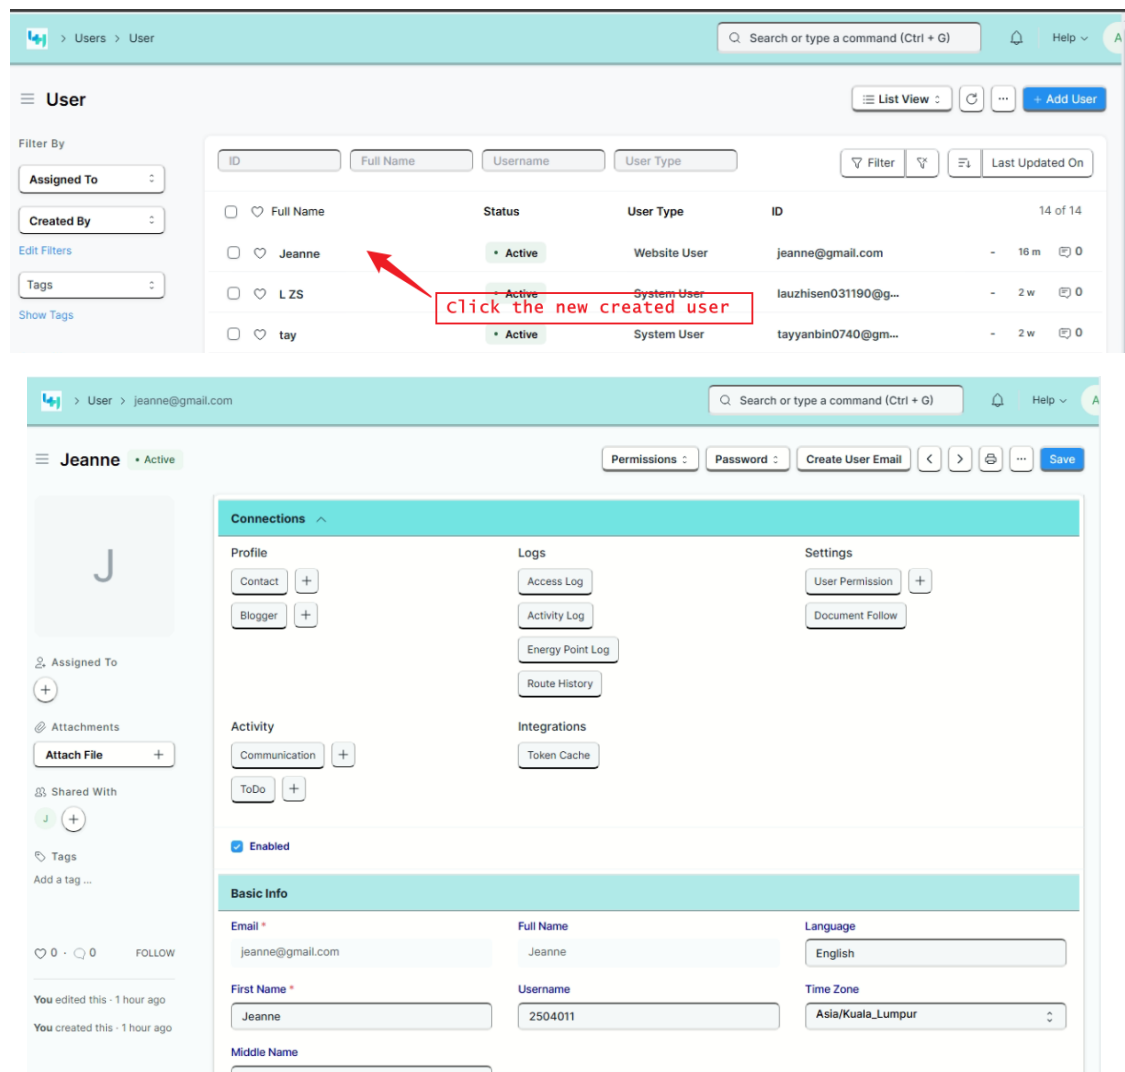 Users > User
Search or type a command (Ctrl + G)
Help
A
User
List View
...
+ Add User
Filter By
Assigned To
Created By
Edit Filters
Tags
Show Tags
ID
Full Name
Username
User Type
Filter
Last Updated On
Full Name Status User Type ID 14 of 14
Jeanne • Active Website User jeanne@gmail.com - 16 m 0
L ZS • Active System User lauzhisen031190@g... - 2 w 0
Click the new created user
tay • Active System User tayyanbin0740@gm... - 2 w 0
> User > jeanne@gmail.com
Search or type a command (Ctrl + G)
Help
A
Jeanne • Active
Permissions
Password
Create User Email
< > ...
Save
J
Assigned To
+
Attachments
Attach File +
Shared With
J +
Tags
Add a tag ...
0 · 0 FOLLOW
You edited this · 1 hour ago
You created this · 1 hour ago
Connections
Profile Logs Settings
Contact + Access Log User Permission +
Blogger + Activity Log Document Follow
Energy Point Log
Route History
Activity Integrations
Communication + Token Cache
ToDo +
Enabled
Basic Info
Email * Full Name Language
jeanne@gmail.com Jeanne English
First Name * Username Time Zone
Jeanne 2504011 Asia/Kuala_Lumpur
Middle Name